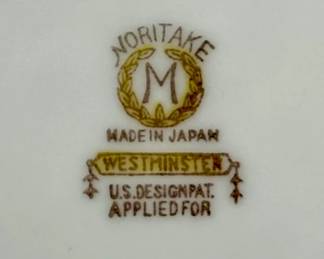 NORITAKE
M
MADE IN JAPAN
WESTMINSTER
U.S. DESIGN PAT.
APPLIED FOR